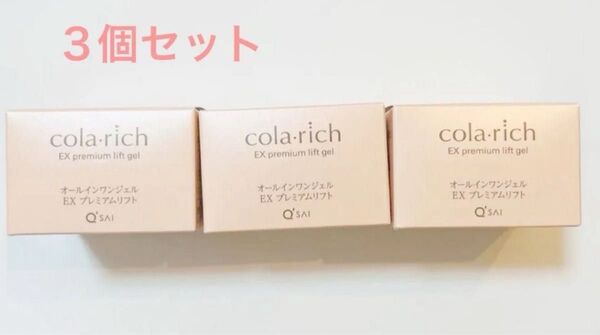 ３個セット
cola·rich
EX premium lift gel
オールインワンジェル
EX プレミアムリフト
Q'SAI
cola·rich
EX premium lift gel
オールインワンジェル
EX プレミアムリフト
Q'SAI
cola·rich
EX premium lift gel
オールインワンジェル
EX プレミアムリフト
Q'SAI